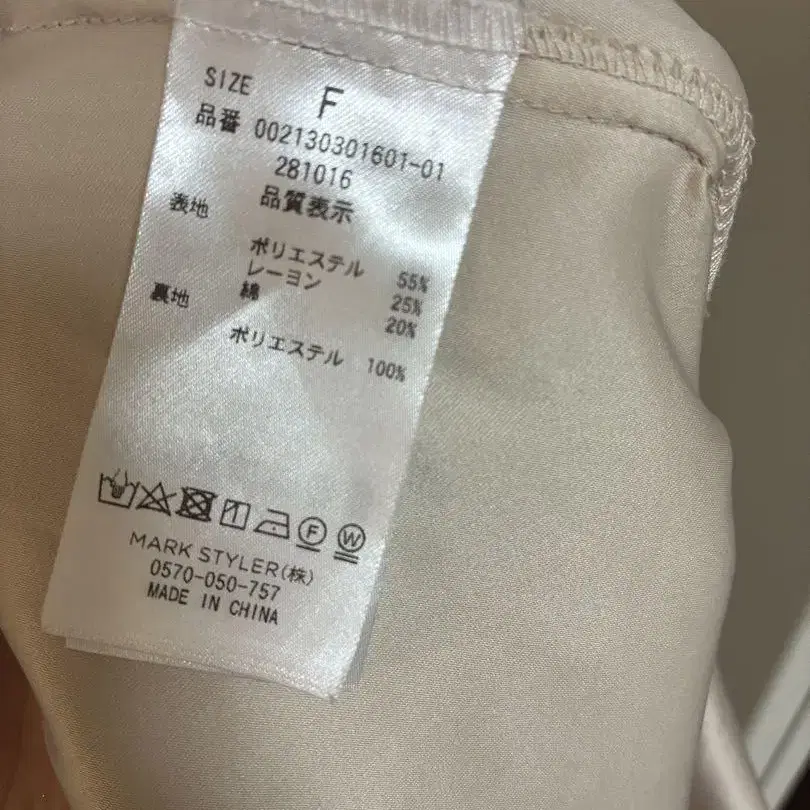 SIZE F
品番 002130301601-01
281016
品質表示
表地
ポリエステル 55%
レーヨン 25%
綿 20%
裏地
ポリエステル 100%
F W
MARK STYLER(株)
0570-050-757
MADE IN CHINA